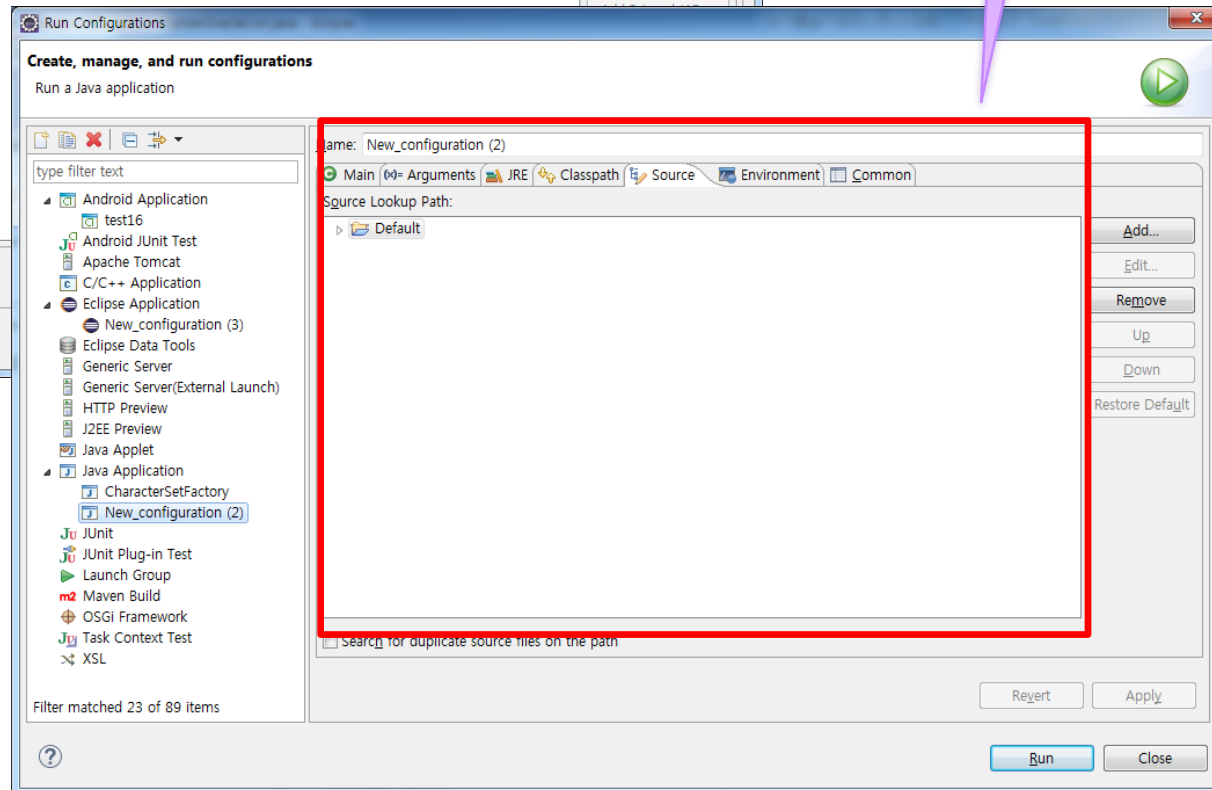 Run Configurations
Create, manage, and run configurations
Run a Java application
type filter text
Android Application
test16
Android JUnit Test
Apache Tomcat
C/C++ Application
Eclipse Application
New_configuration (3)
Eclipse Data Tools
Generic Server
Generic Server(External Launch)
HTTP Preview
J2EE Preview
Java Applet
Java Application
CharacterSetFactory
New_configuration (2)
JUnit
JUnit Plug-in Test
Launch Group
m2 Maven Build
OSGi Framework
Task Context Test
XSL
Filter matched 23 of 89 items
Name: New_configuration (2)
Main (x)= Arguments JRE Classpath Source Environment Common
Source Lookup Path:
Default
Add...
Edit...
Remove
Up
Down
Restore Default
Search for duplicate source files on the path
Revert Apply
Run Close